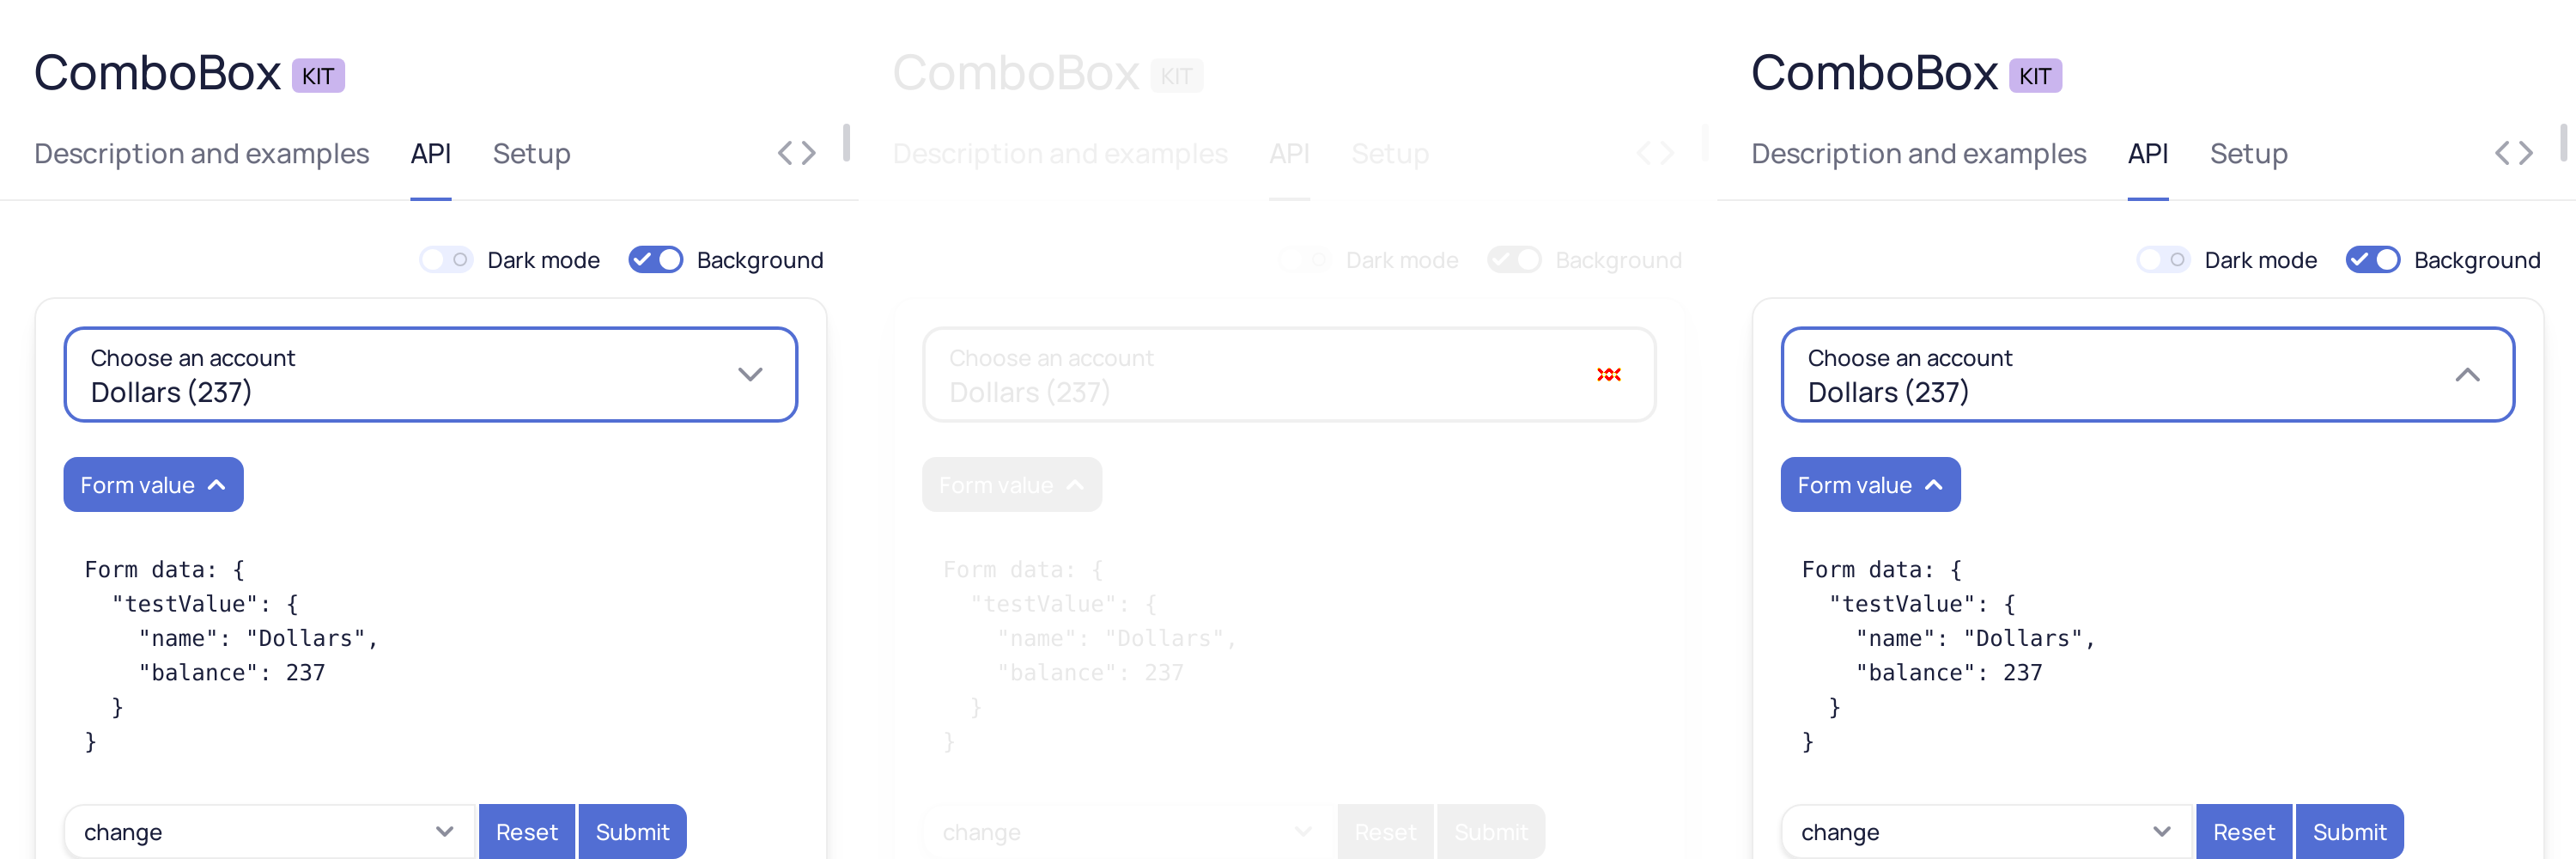 ComboBox KIT
Description and examples API Setup
Dark mode Background
Choose an account
Dollars (237)
Form value
Form data: {
  "testValue": {
    "name": "Dollars",
    "balance": 237
  }
}
change Reset Submit
ComboBox KIT
Description and examples API Setup
Dark mode Background
Choose an account
Dollars (237)
Form value
Form data: {
  "testValue": {
    "name": "Dollars",
    "balance": 237
  }
}
change Reset Submit
ComboBox KIT
Description and examples API Setup
Dark mode Background
Choose an account
Dollars (237)
Form value
Form data: {
  "testValue": {
    "name": "Dollars",
    "balance": 237
  }
}
change Reset Submit